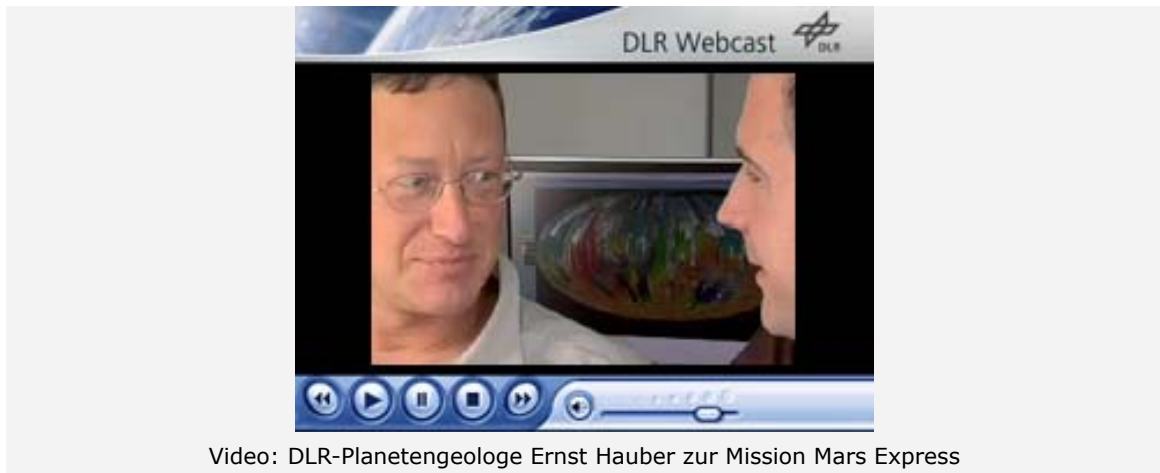 DLR Webcast
DLR
Video: DLR-Planetengeologe Ernst Hauber zur Mission Mars Express